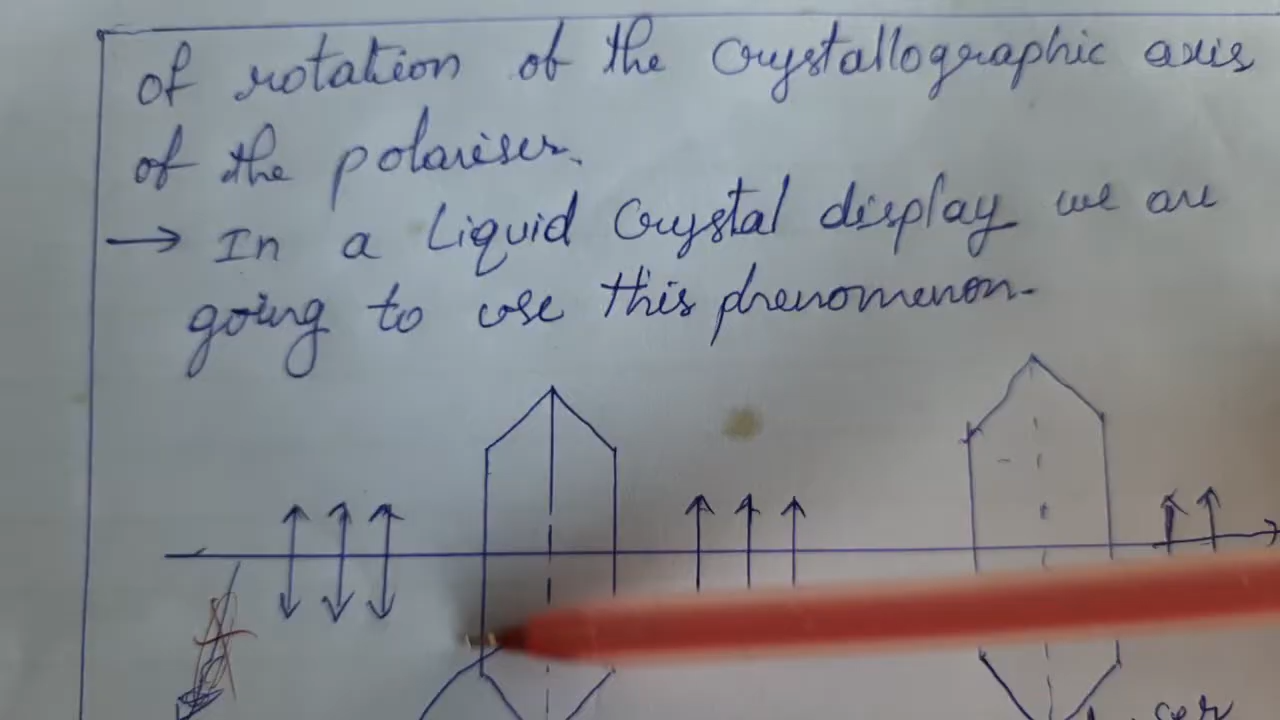 of rotation of the Crystallographic axis
of the polariser.
→ In a Liquid Crystal display we are
going to use this phenomenon.